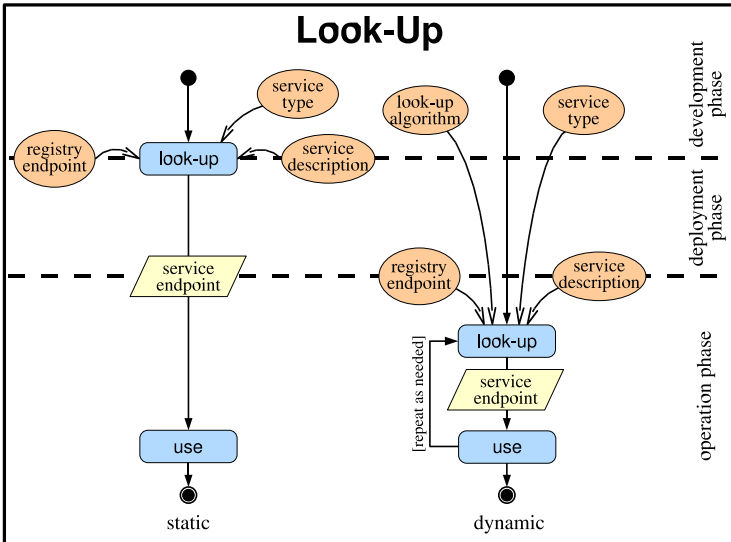 Look-Up
service
type
registry
endpoint
look-up
service
description
service
endpoint
use
static
look-up
algorithm
service
type
registry
endpoint
service
description
look-up
service
endpoint
[repeat as needed]
use
dynamic
development
phase
deployment
phase
operation phase